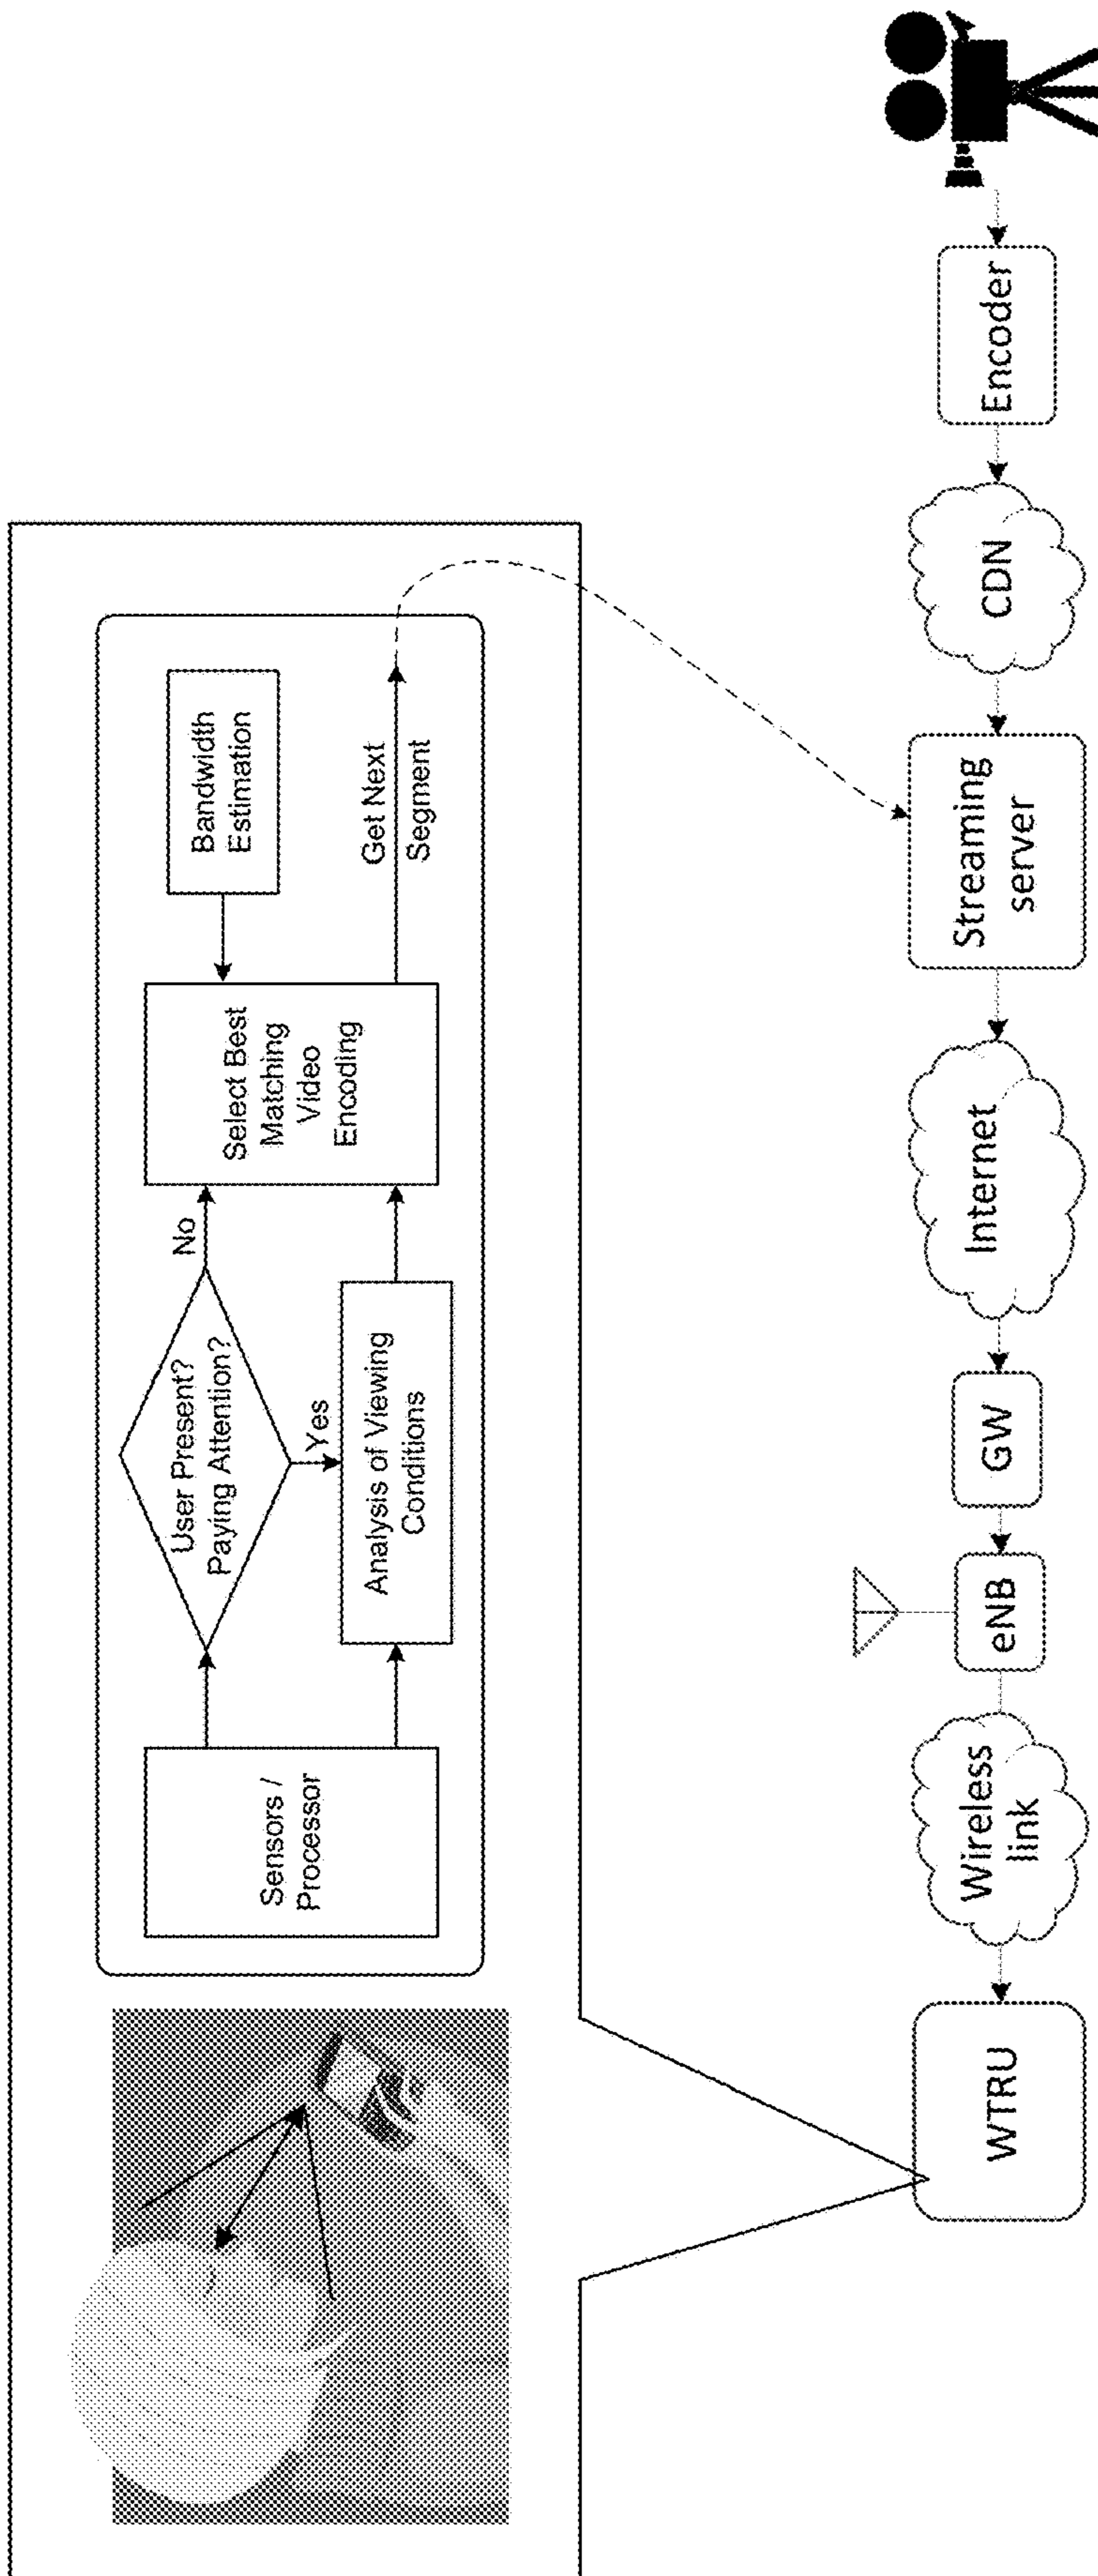 Sensors /
Processor
User Present?
Paying Attention?
No
Yes
Analysis of Viewing
Conditions
Select Best
Matching
Video
Encoding
Bandwidth
Estimation
Get Next
Segment
WTRU
Wireless
link
eNB
GW
Internet
Streaming
server
CDN
Encoder